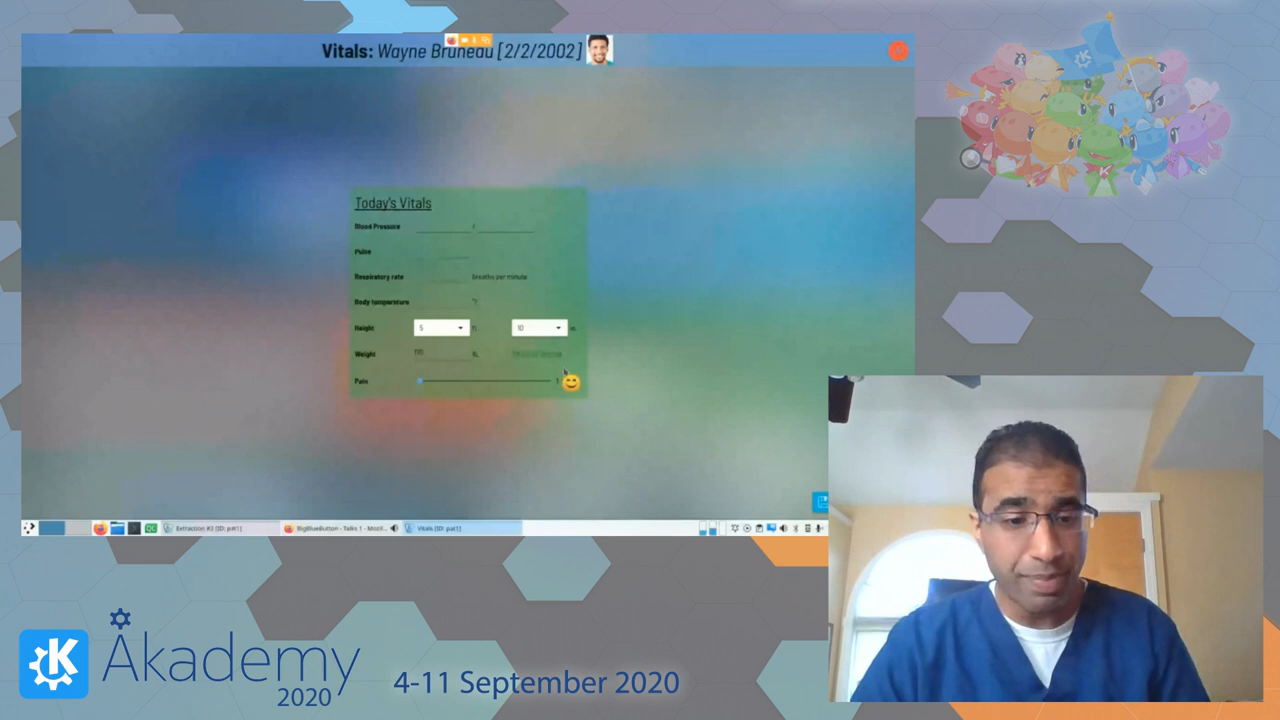 Vitals: Wayne Bruneau [2/2/2002]
Today's Vitals
Blood Pressure /
Pulse
Respiratory rate Breaths per minute
Body temperature °F
Height 5 ft. 10 in
Weight lb.
Pain 1
Extraction #3 (ID: pat1) BigBlueButton - Talks 1 - Mozil... Vitals (ID: pat1)
Akademy
2020
4-11 September 2020